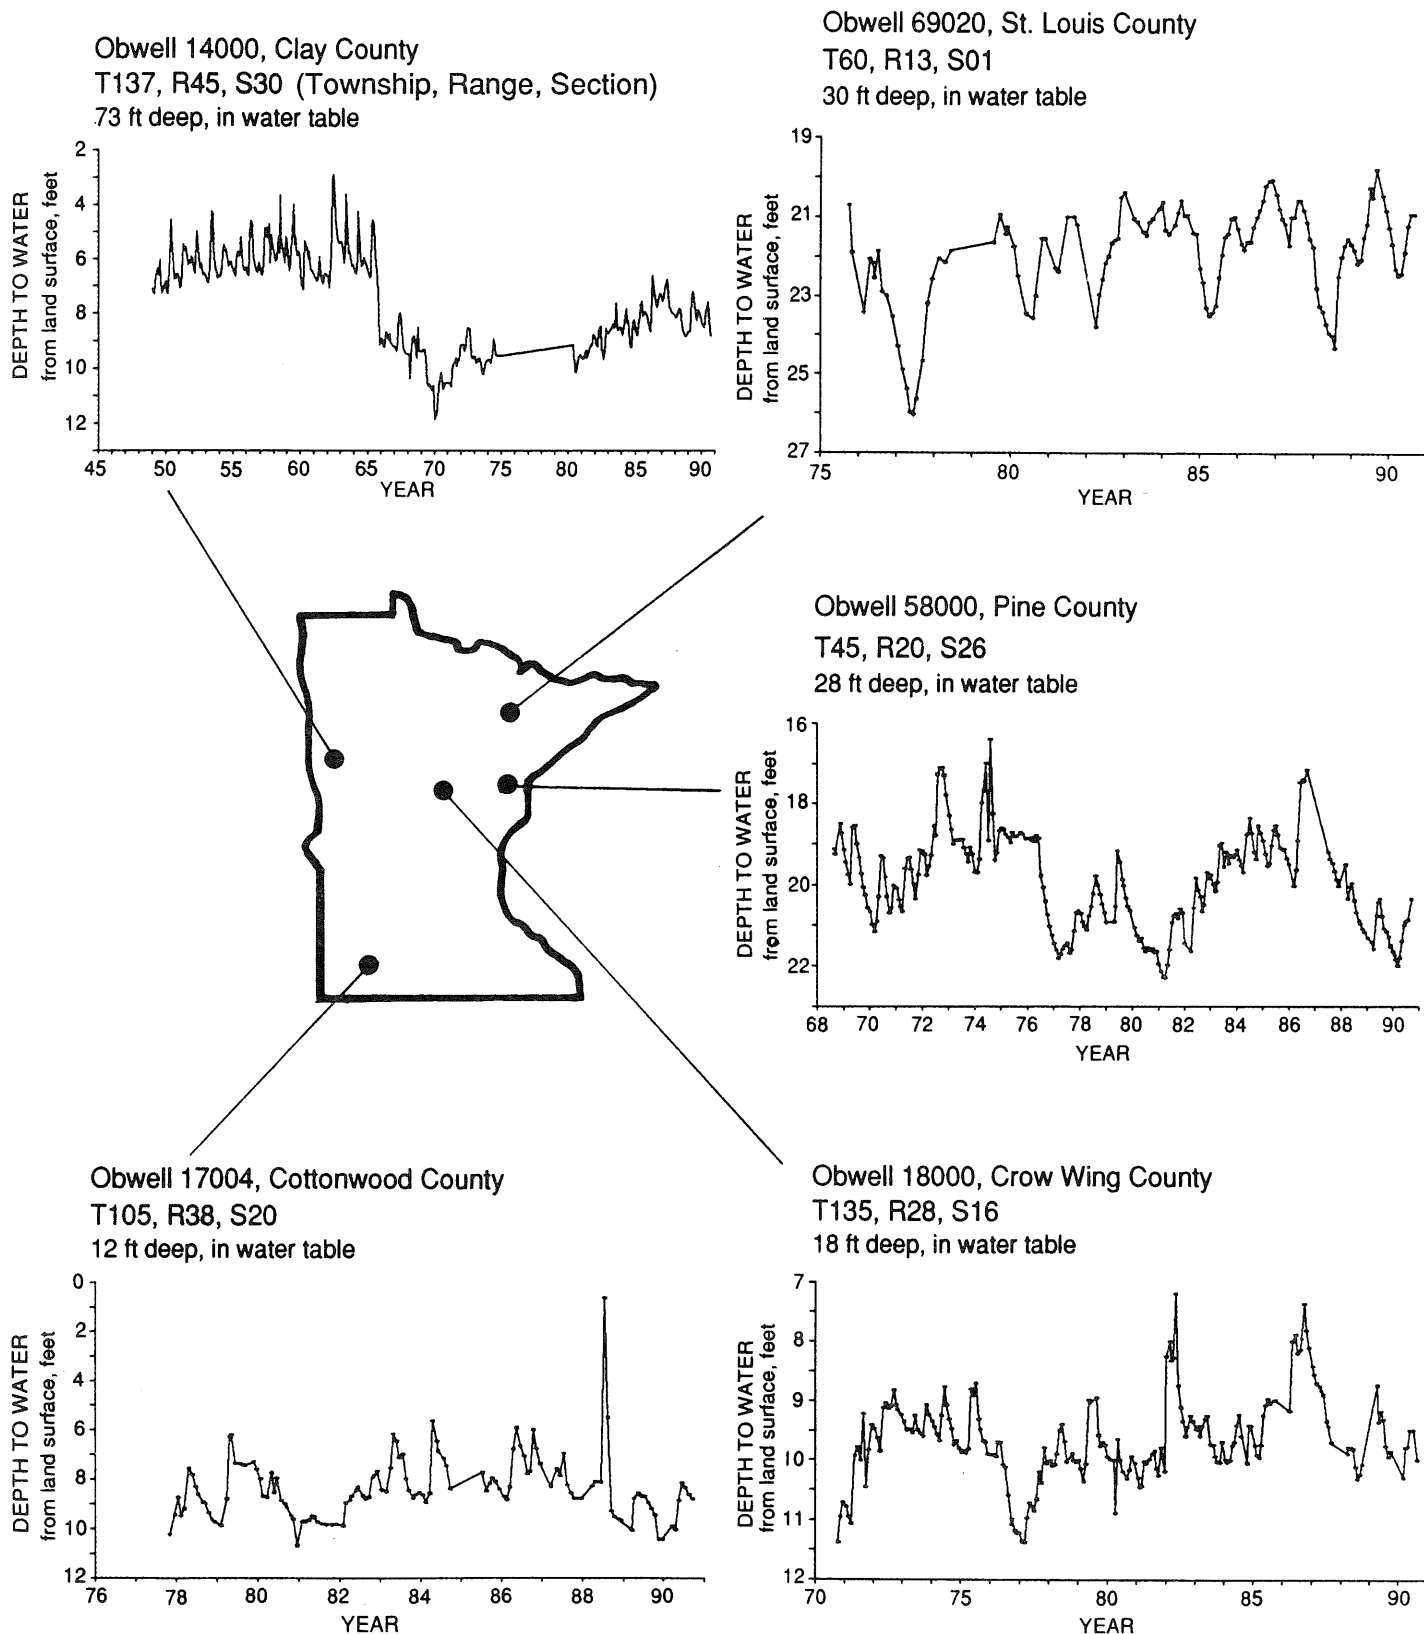 Obwell 14000, Clay County
T137, R45, S30 (Township, Range, Section)
73 ft deep, in water table
DEPTH TO WATER
from land surface, feet
2
4
6
8
10
12
45 50 55 60 65 70 75 80 85 90
YEAR
Obwell 69020, St. Louis County
T60, R13, S01
30 ft deep, in water table
DEPTH TO WATER
from land surface, feet
19
21
23
25
27
75 80 85 90
YEAR
Obwell 58000, Pine County
T45, R20, S26
28 ft deep, in water table
DEPTH TO WATER
from land surface, feet
16
18
20
22
68 70 72 74 76 78 80 82 84 86 88 90
YEAR
Obwell 17004, Cottonwood County
T105, R38, S20
12 ft deep, in water table
DEPTH TO WATER
from land surface, feet
0
2
4
6
8
10
12
76 78 80 82 84 86 88 90
YEAR
Obwell 18000, Crow Wing County
T135, R28, S16
18 ft deep, in water table
DEPTH TO WATER
from land surface, feet
7
8
9
10
11
12
70 75 80 85 90
YEAR